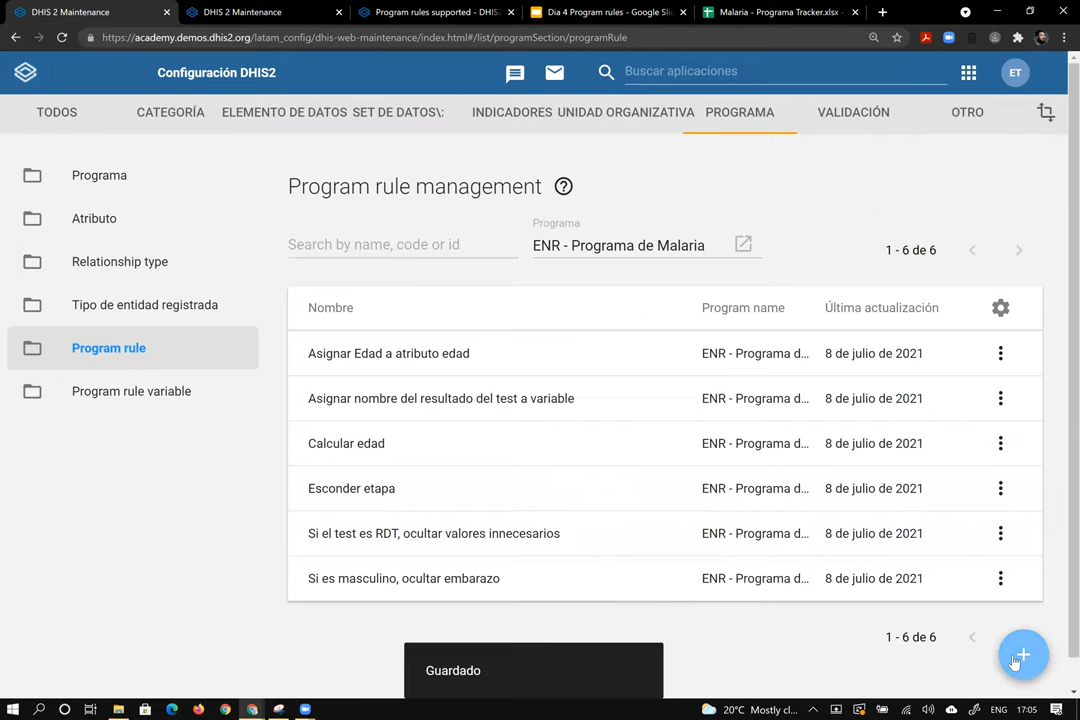 DHIS 2 Maintenance
DHIS 2 Maintenance
Program rules supported - DHIS
Dia 4 Program rules - Google Sli
Malaria - Programa Tracker.xlsx -
https://academy.demos.dhis2.org/latam_config/dhis-web-maintenance/index.html#/list/programSection/programRule
Configuración DHIS2
Buscar aplicaciones
ET
TODOS
CATEGORÍA
ELEMENTO DE DATOS
SET DE DATOS\:
INDICADORES
UNIDAD ORGANIZATIVA
PROGRAMA
VALIDACIÓN
OTRO
Programa
Atributo
Relationship type
Tipo de entidad registrada
Program rule
Program rule variable
Program rule management
Search by name, code or id
Programa
ENR - Programa de Malaria
1 - 6 de 6
Nombre Program name Última actualización
Asignar Edad a atributo edad ENR - Programa d... 8 de julio de 2021
Asignar nombre del resultado del test a variable ENR - Programa d... 8 de julio de 2021
Calcular edad ENR - Programa d... 8 de julio de 2021
Esconder etapa ENR - Programa d... 8 de julio de 2021
Si el test es RDT, ocultar valores innecesarios ENR - Programa d... 8 de julio de 2021
Si es masculino, ocultar embarazo ENR - Programa d... 8 de julio de 2021
1 - 6 de 6
Guardado
20°C Mostly cl...
ENG
17:05